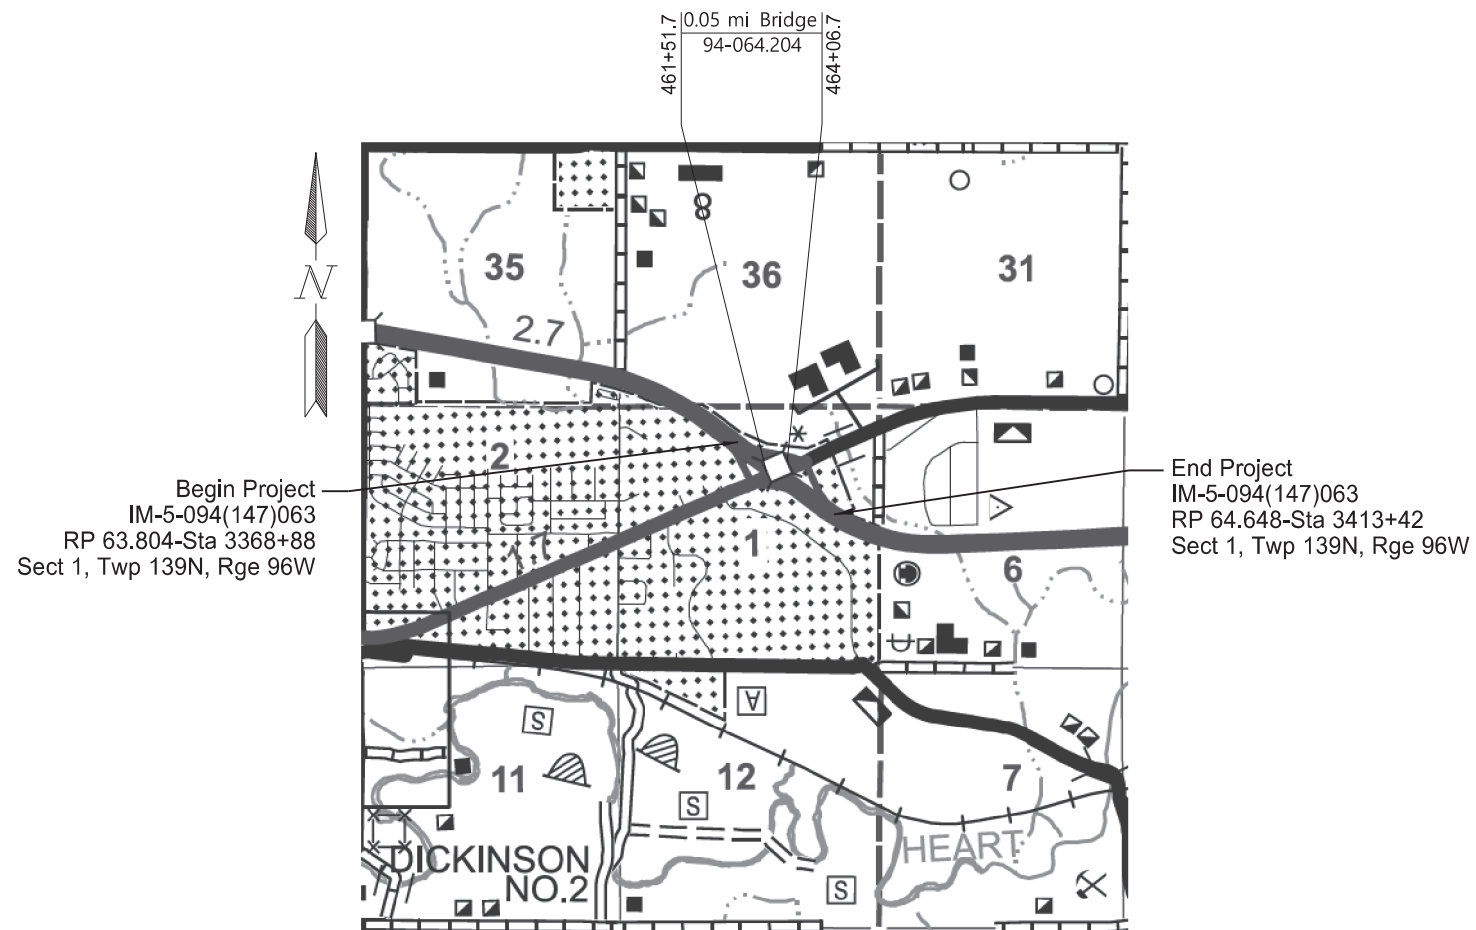 461+51.7
0.05 mi Bridge
94-064.204
464+06.7
N
35
36
31
2.7
2
Begin Project
IM-5-094(147)063
RP 63.804-Sta 3368+88
Sect 1, Twp 139N, Rge 96W
End Project
IM-5-094(147)063
RP 64.648-Sta 3413+42
Sect 1, Twp 139N, Rge 96W
1
6
S
A
11
12
7
S
HEART
DICKINSON
NO.2
S